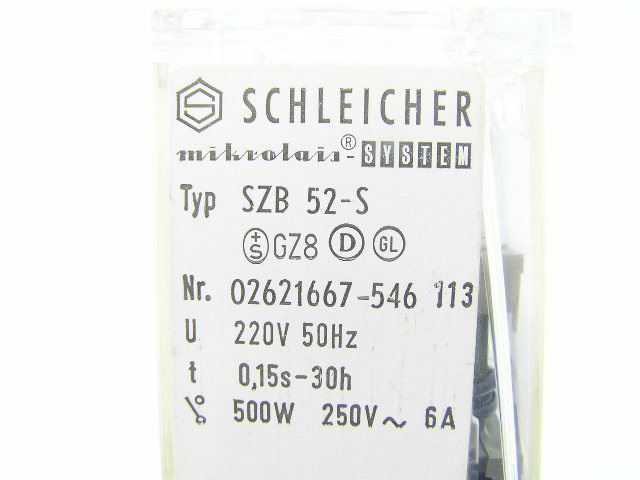 S SCHLEICHER
mikrolais®-SYSTEM
Typ SZB 52-S
+S GZ8 D GL
Nr. 02621667-546 113
U 220V 50Hz
t 0,15s-30h
500W 250V~ 6A